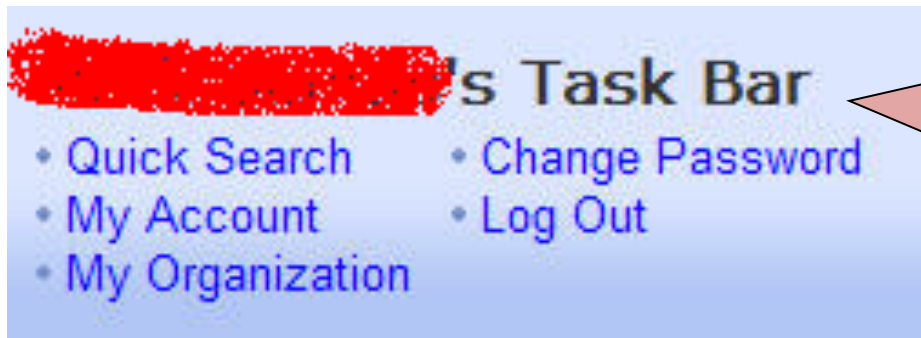 's Task Bar
Quick Search
My Account
My Organization
Change Password
Log Out